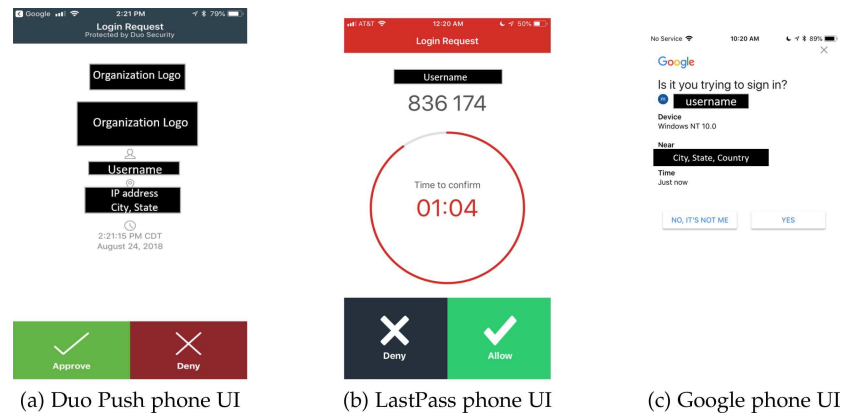 Google 2:21 PM 79%
Login Request
Protected by Duo Security
Organization Logo
Organization Logo
Username
IP address
City, State
2:21:15 PM CDT
August 24, 2018
Approve
Deny
(a) Duo Push phone UI
AT&T 12:20 AM 50%
Login Request
Username
836 174
Time to confirm
01:04
Deny
Allow
(b) LastPass phone UI
No Service 10:20 AM 89%
Google
Is it you trying to sign in?
m username
Device
Windows NT 10.0
Near
City, State, Country
Time
Just now
NO, IT'S NOT ME
YES
(c) Google phone UI